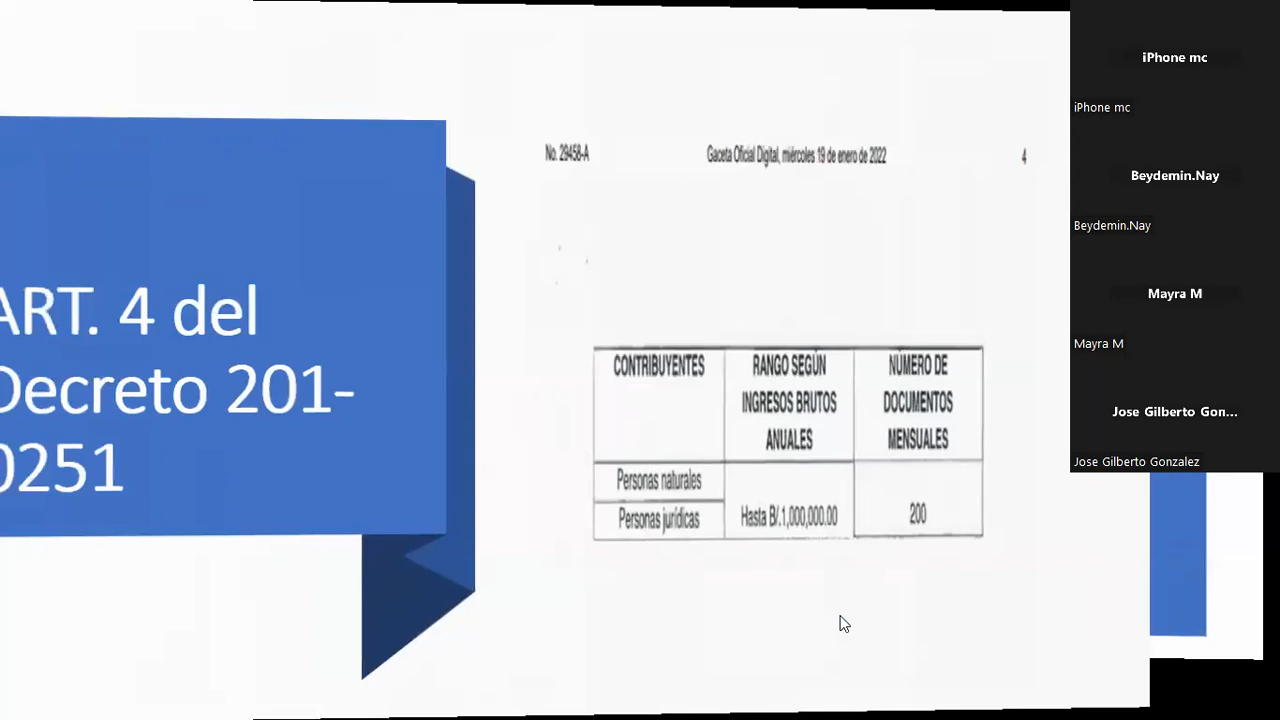 ART. 4 del
Decreto 201-
0251
No. 29458-A
Gaceta Oficial Digital, miércoles 19 de enero de 2022
4
CONTRIBUYENTES
RANGO SEGÚN
INGRESOS BRUTOS
ANUALES
NÚMERO DE
DOCUMENTOS
MENSUALES
Personas naturales
Personas jurídicas
Hasta B/.1,000,000.00
200
iPhone mc
iPhone mc
Beydemin.Nay
Beydemin.Nay
Mayra M
Mayra M
Jose Gilberto Gon...
Jose Gilberto Gonzalez